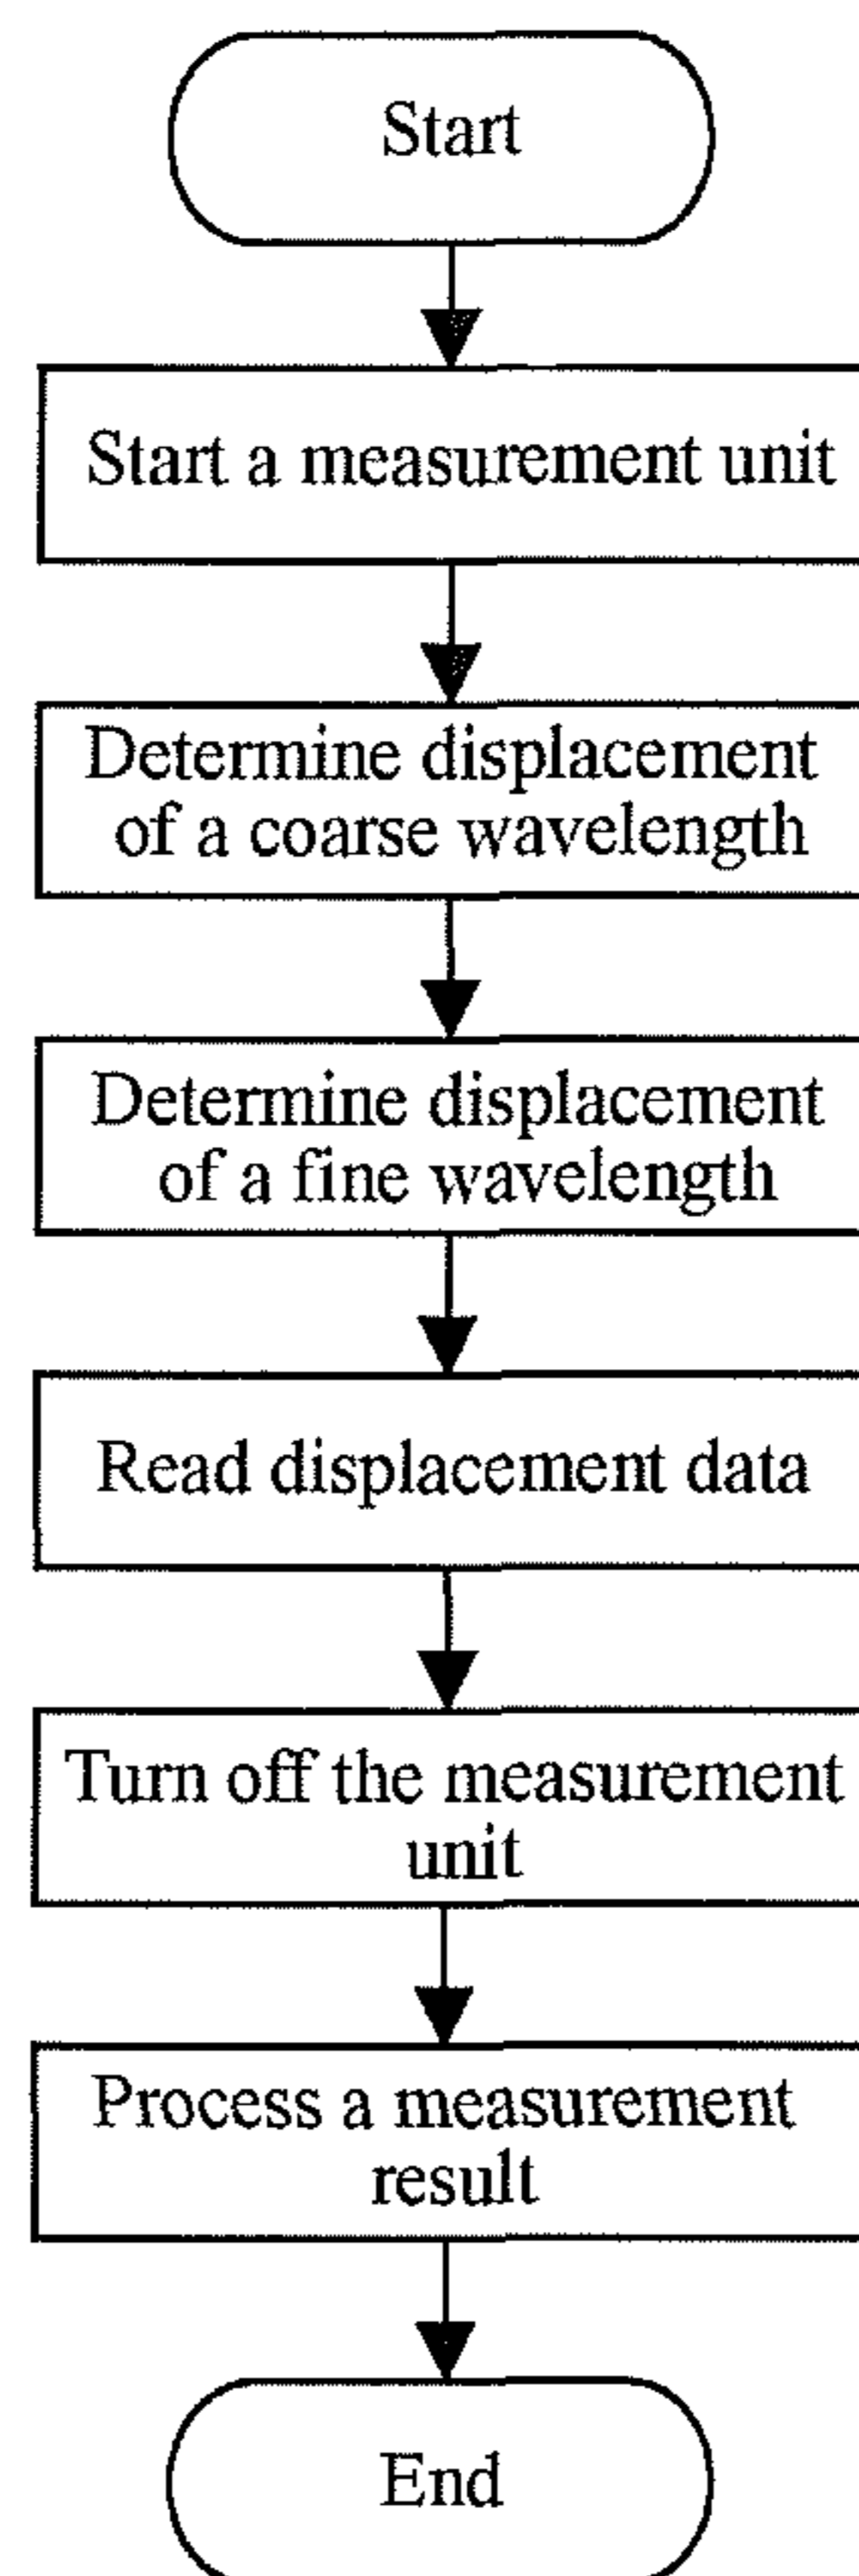 Start
Start a measurement unit
Determine displacement
of a coarse wavelength
Determine displacement
of a fine wavelength
Read displacement data
Turn off the measurement
unit
Process a measurement
result
End